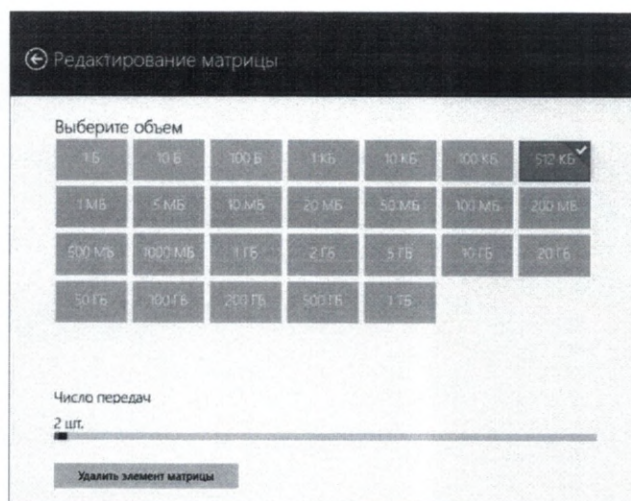 Редактирование матрицы
Выберите объем
1 Б 10 Б 100 Б 1 КБ 10 КБ 100 КБ 512 КБ
1 МБ 5 МБ 10 МБ 20 МБ 50 МБ 100 МБ 200 МБ
500 МБ 1000 МБ 1 ГБ 2 ГБ 5 ГБ 10 ГБ 20 ГБ
50 ГБ 100 ГБ 200 ГБ 500 ГБ 1 ТБ
Число передач
2 шт.
Удалить элемент матрицы